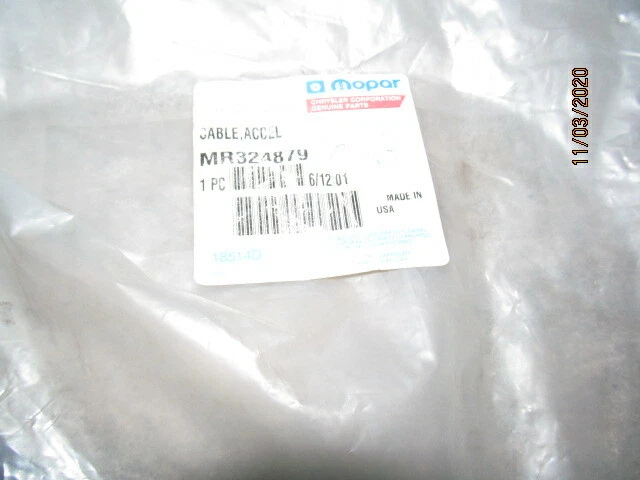 Mopar
CHRYSLER CORPORATION
GENUINE PARTS
CABLE,ACCEL
MR324879
1 PC 6/12 01
MADE IN
USA
18514D
11/03/2020